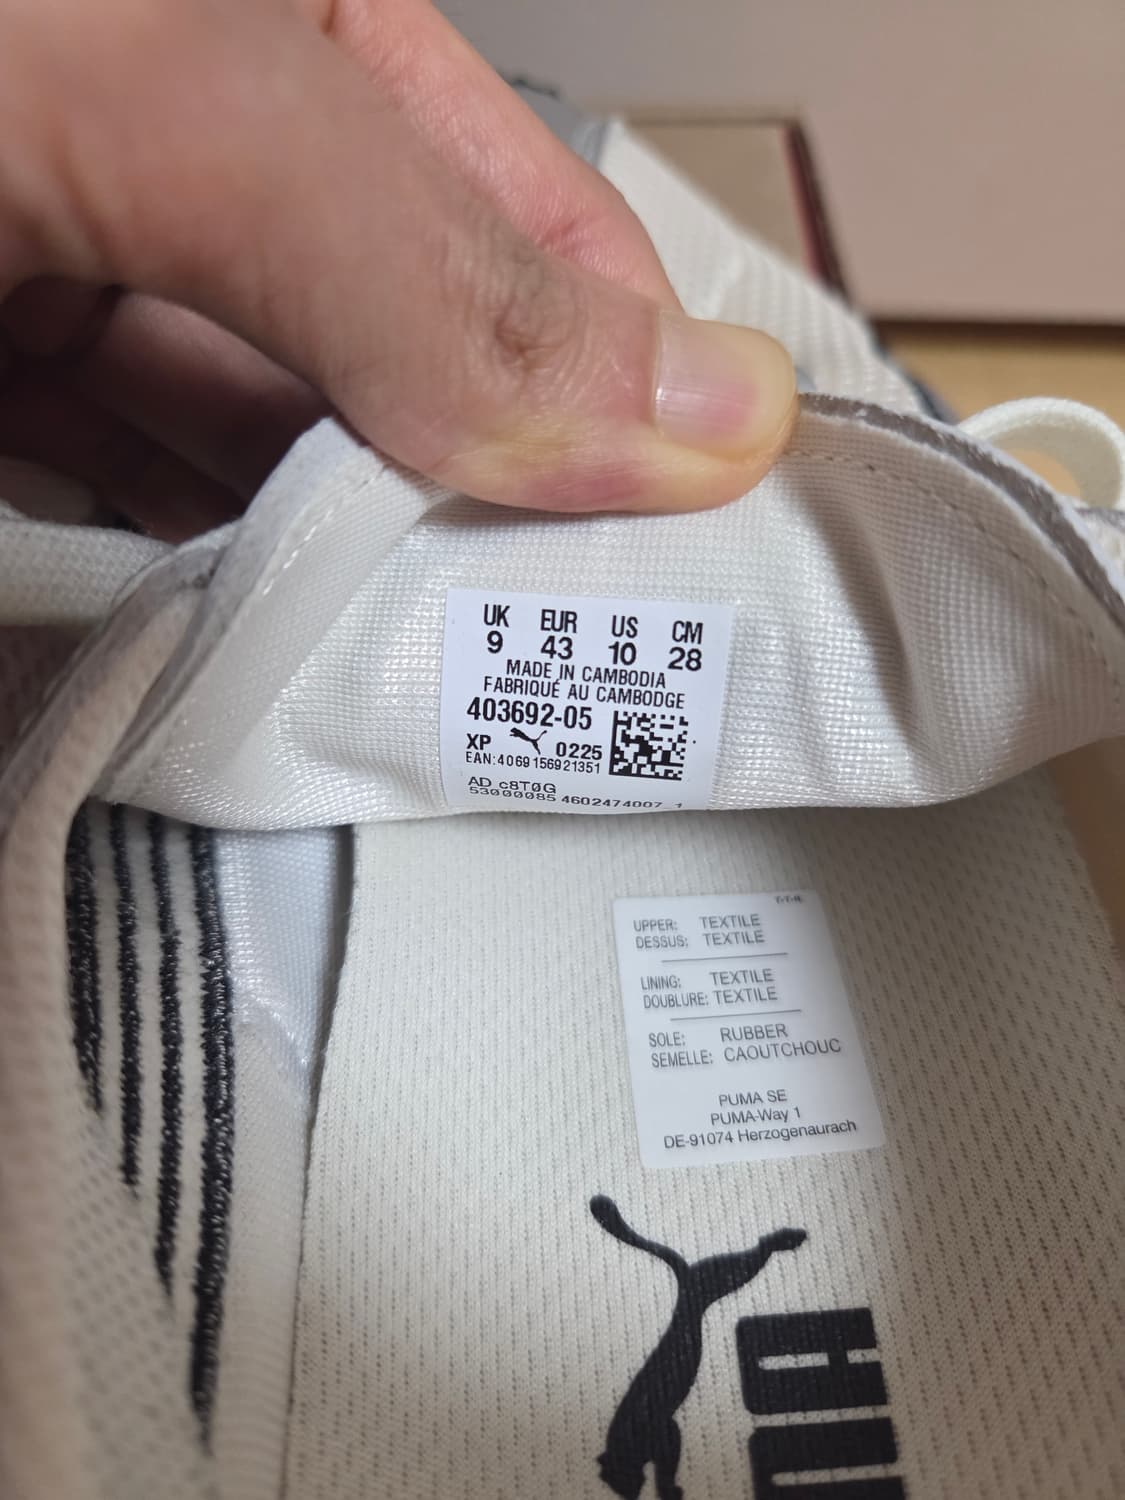 UK EUR US CM
9 43 10 28
MADE IN CAMBODIA
FABRIQUÉ AU CAMBODGE
403692-05
XP 0225
EAN:4069156921351
AD c8T0G
53000085 4602474007 1
UPPER: TEXTILE
DESSUS: TEXTILE
LINING: TEXTILE
DOUBLURE: TEXTILE
SOLE: RUBBER
SEMELLE: CAOUTCHOUC
PUMA SE
PUMA-Way 1
DE-91074 Herzogenaurach